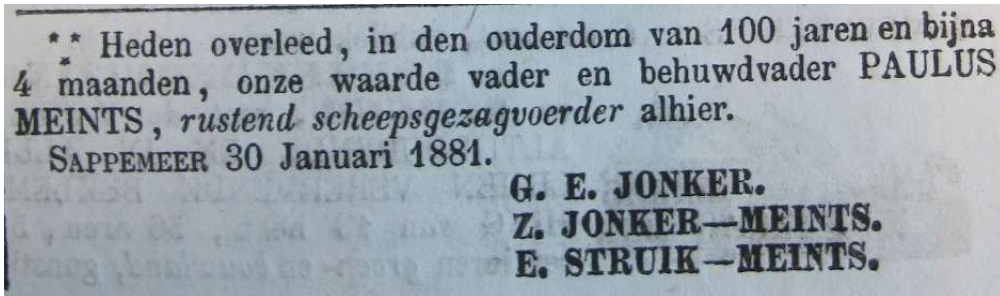 ⁂ Heden overleed, in den ouderdom van 100 jaren en bijna
4 maanden, onze waarde vader en behuwdvader PAULUS
MEINTS, rustend scheepsgezagvoerder alhier.
SAPPEMEER 30 Januari 1881.
G. E. JONKER.
Z. JONKER—MEINTS.
E. STRUIK—MEINTS.